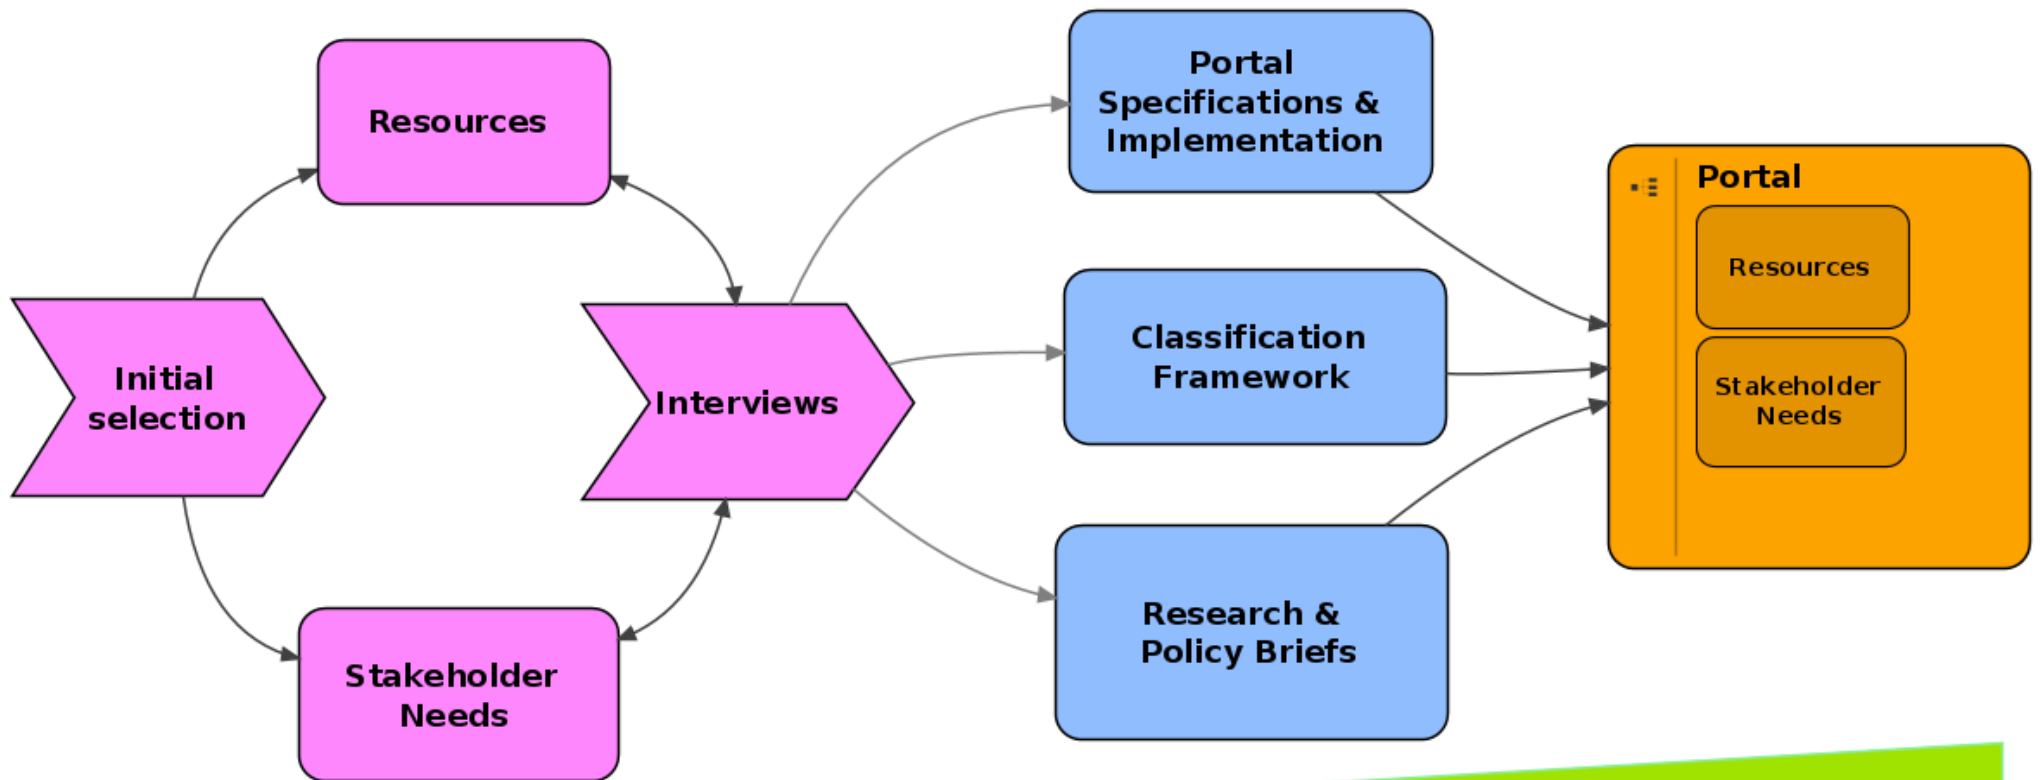 Resources
Initial
selection
Stakeholder
Needs
Interviews
Portal
Specifications &
Implementation
Classification
Framework
Research &
Policy Briefs
Portal
Resources
Stakeholder
Needs